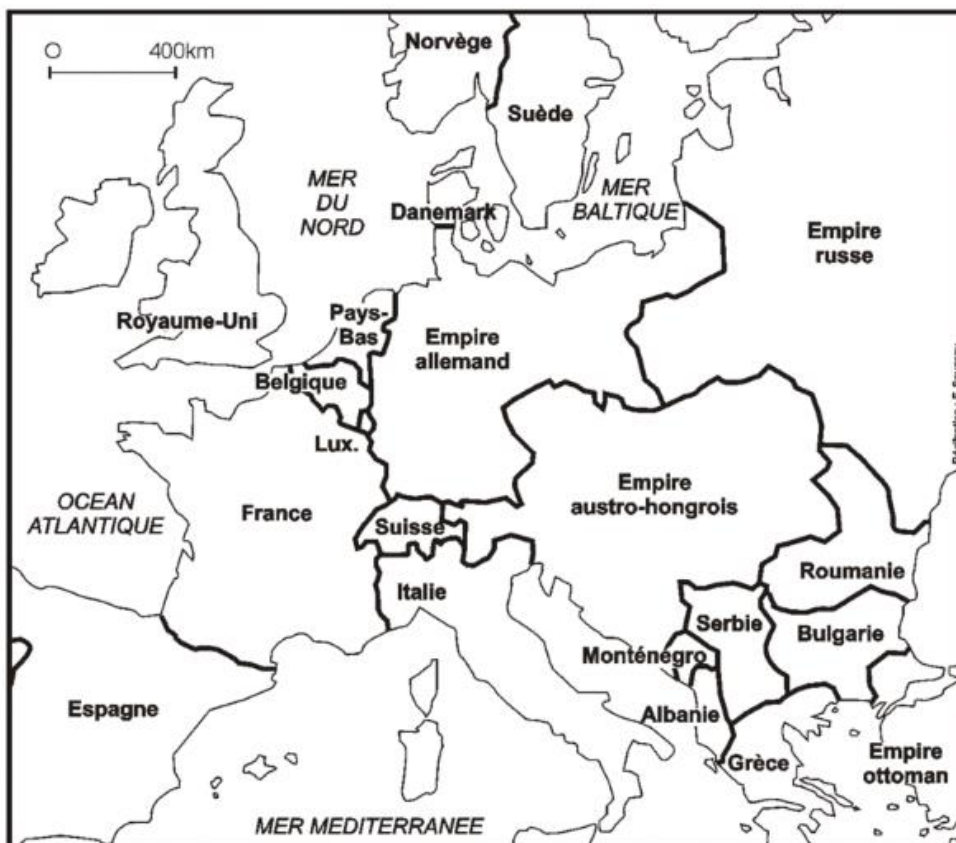 O 400km
Norvège
Suède
MER
DU
NORD
MER
BALTIQUE
Danemark
Empire
russe
Royaume-Uni
Pays-
Bas
Empire
allemand
Belgique
Lux.
OCEAN
ATLANTIQUE
France
Suisse
Empire
austro-hongrois
Italie
Roumanie
Serbie
Bulgarie
Monténégro
Espagne
Albanie
Grèce
Empire
ottoman
MER MEDITERRANEE